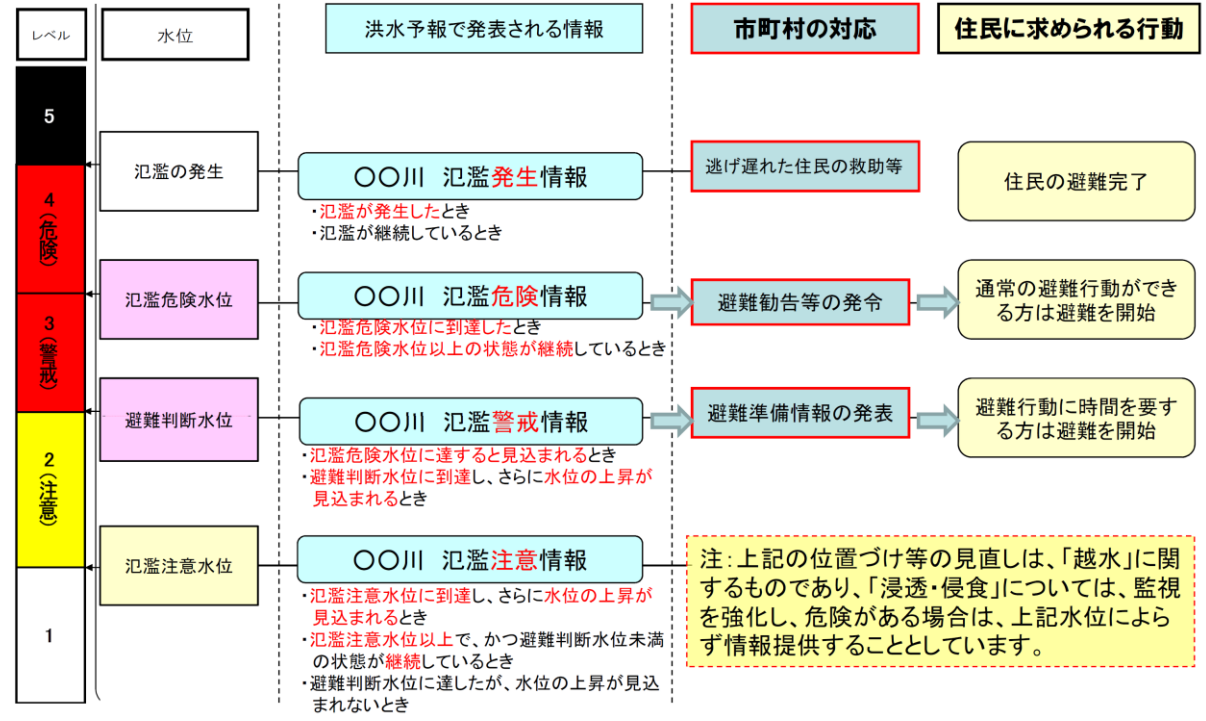 レベル
水位
洪水予報で発表される情報
市町村の対応
住民に求められる行動
5
4(危険)
3(警戒)
2(注意)
1
氾濫の発生
〇〇川 氾濫発生情報
・氾濫が発生したとき
・氾濫が継続しているとき
逃げ遅れた住民の救助等
住民の避難完了
氾濫危険水位
〇〇川 氾濫危険情報
・氾濫危険水位に到達したとき
・氾濫危険水位以上の状態が継続しているとき
避難勧告等の発令
通常の避難行動ができ
る方は避難を開始
避難判断水位
〇〇川 氾濫警戒情報
・氾濫危険水位に達すると見込まれるとき
・避難判断水位に到達し、さらに水位の上昇が
見込まれるとき
避難準備情報の発表
避難行動に時間を要す
る方は避難を開始
氾濫注意水位
〇〇川 氾濫注意情報
・氾濫注意水位に到達し、さらに水位の上昇が
見込まれるとき
・氾濫注意水位以上で、かつ避難判断水位未満
の状態が継続しているとき
・避難判断水位に達したが、水位の上昇が見込
まれないとき
注:上記の位置づけ等の見直しは、「越水」に関
するものであり、「浸透・侵食」については、監視
を強化し、危険がある場合は、上記水位によら
ず情報提供することとしています。